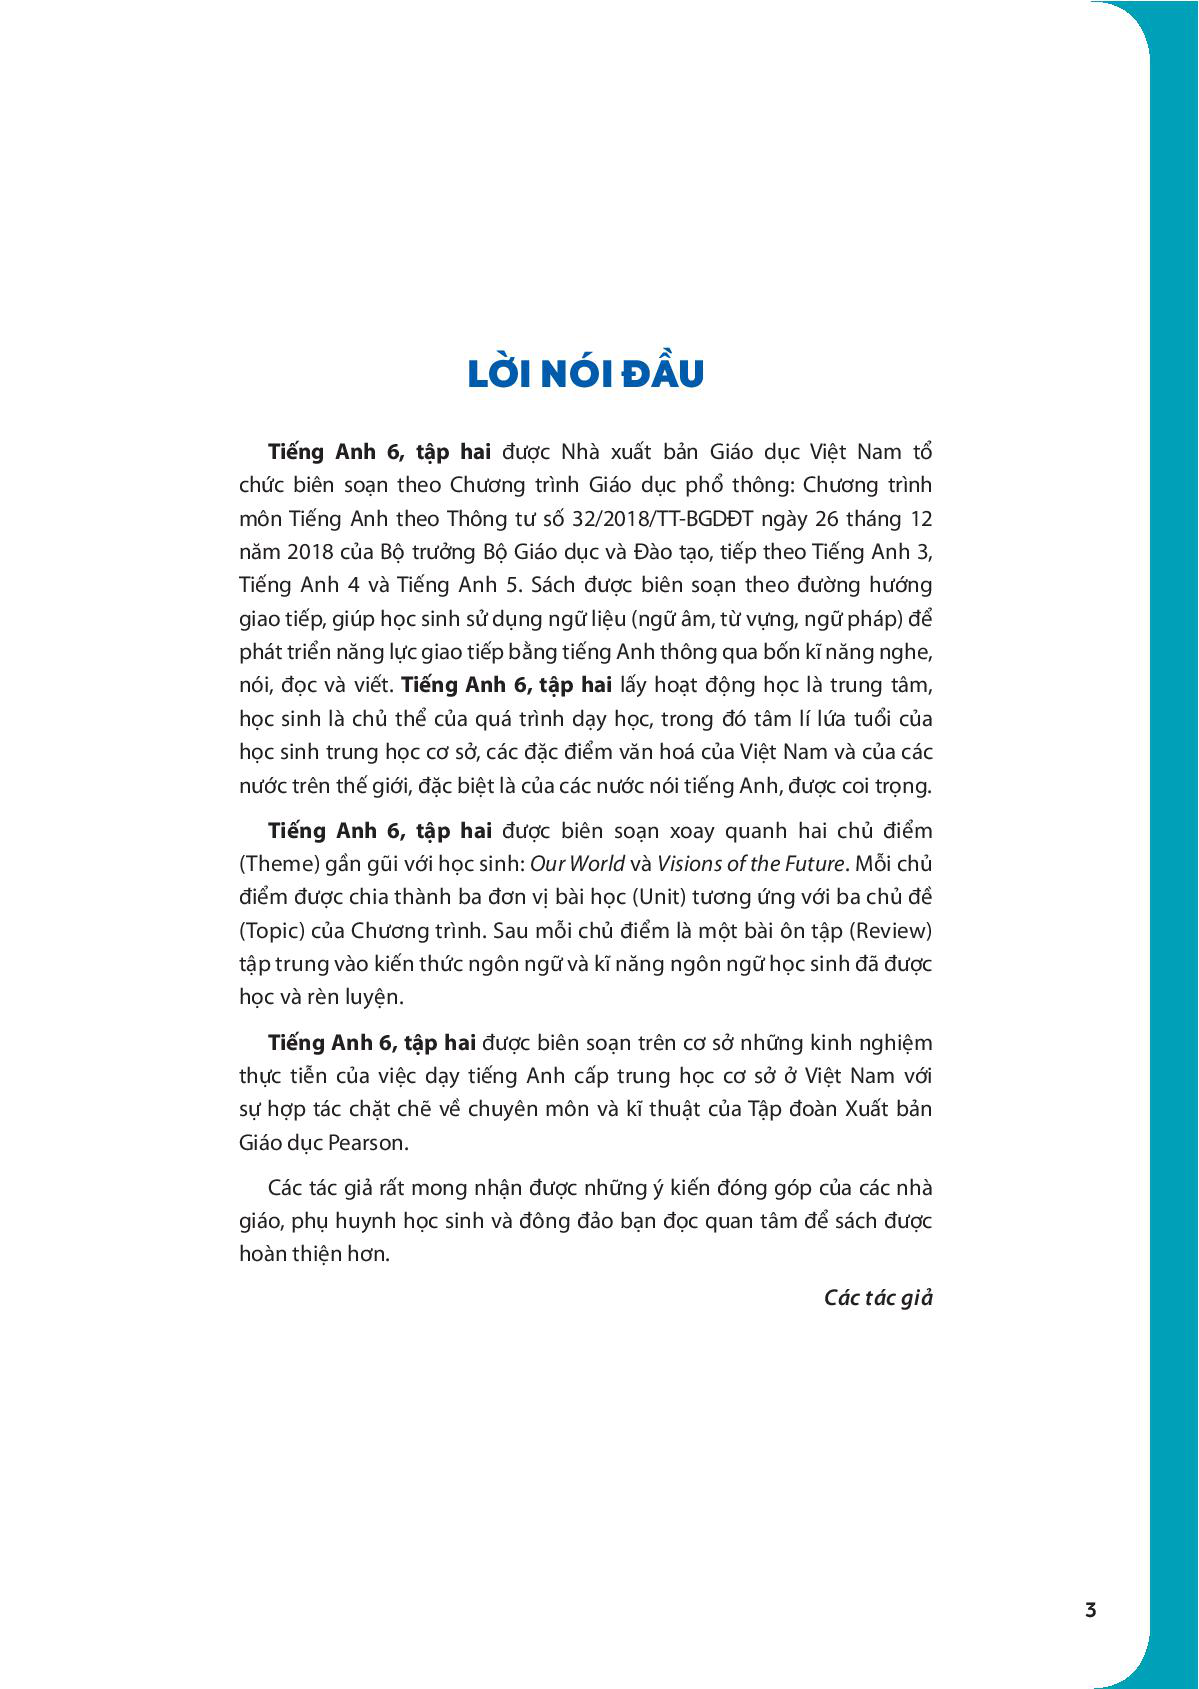 LỜI NÓI ĐẦU
Tiếng Anh 6, tập hai được Nhà xuất bản Giáo dục Việt Nam tổ
chức biên soạn theo Chương trình Giáo dục phổ thông: Chương trình
môn Tiếng Anh theo Thông tư số 32/2018/TT-BGDĐT ngày 26 tháng 12
năm 2018 của Bộ trưởng Bộ Giáo dục và Đào tạo, tiếp theo Tiếng Anh 3,
Tiếng Anh 4 và Tiếng Anh 5. Sách được biên soạn theo đường hướng
giao tiếp, giúp học sinh sử dụng ngữ liệu (ngữ âm, từ vựng, ngữ pháp) để
phát triển năng lực giao tiếp bằng tiếng Anh thông qua bốn kĩ năng nghe,
nói, đọc và viết. Tiếng Anh 6, tập hai lấy hoạt động học là trung tâm,
học sinh là chủ thể của quá trình dạy học, trong đó tâm lí lứa tuổi của
học sinh trung học cơ sở, các đặc điểm văn hoá của Việt Nam và của các
nước trên thế giới, đặc biệt là của các nước nói tiếng Anh, được coi trọng.
Tiếng Anh 6, tập hai được biên soạn xoay quanh hai chủ điểm
(Theme) gần gũi với học sinh: Our World và Visions of the Future. Mỗi chủ
điểm được chia thành ba đơn vị bài học (Unit) tương ứng với ba chủ đề
(Topic) của Chương trình. Sau mỗi chủ điểm là một bài ôn tập (Review)
tập trung vào kiến thức ngôn ngữ và kĩ năng ngôn ngữ học sinh đã được
học và rèn luyện.
Tiếng Anh 6, tập hai được biên soạn trên cơ sở những kinh nghiệm
thực tiễn của việc dạy tiếng Anh cấp trung học cơ sở ở Việt Nam với
sự hợp tác chặt chẽ về chuyên môn và kĩ thuật của Tập đoàn Xuất bản
Giáo dục Pearson.
Các tác giả rất mong nhận được những ý kiến đóng góp của các nhà
giáo, phụ huynh học sinh và đông đảo bạn đọc quan tâm để sách được
hoàn thiện hơn.
Các tác giả
3